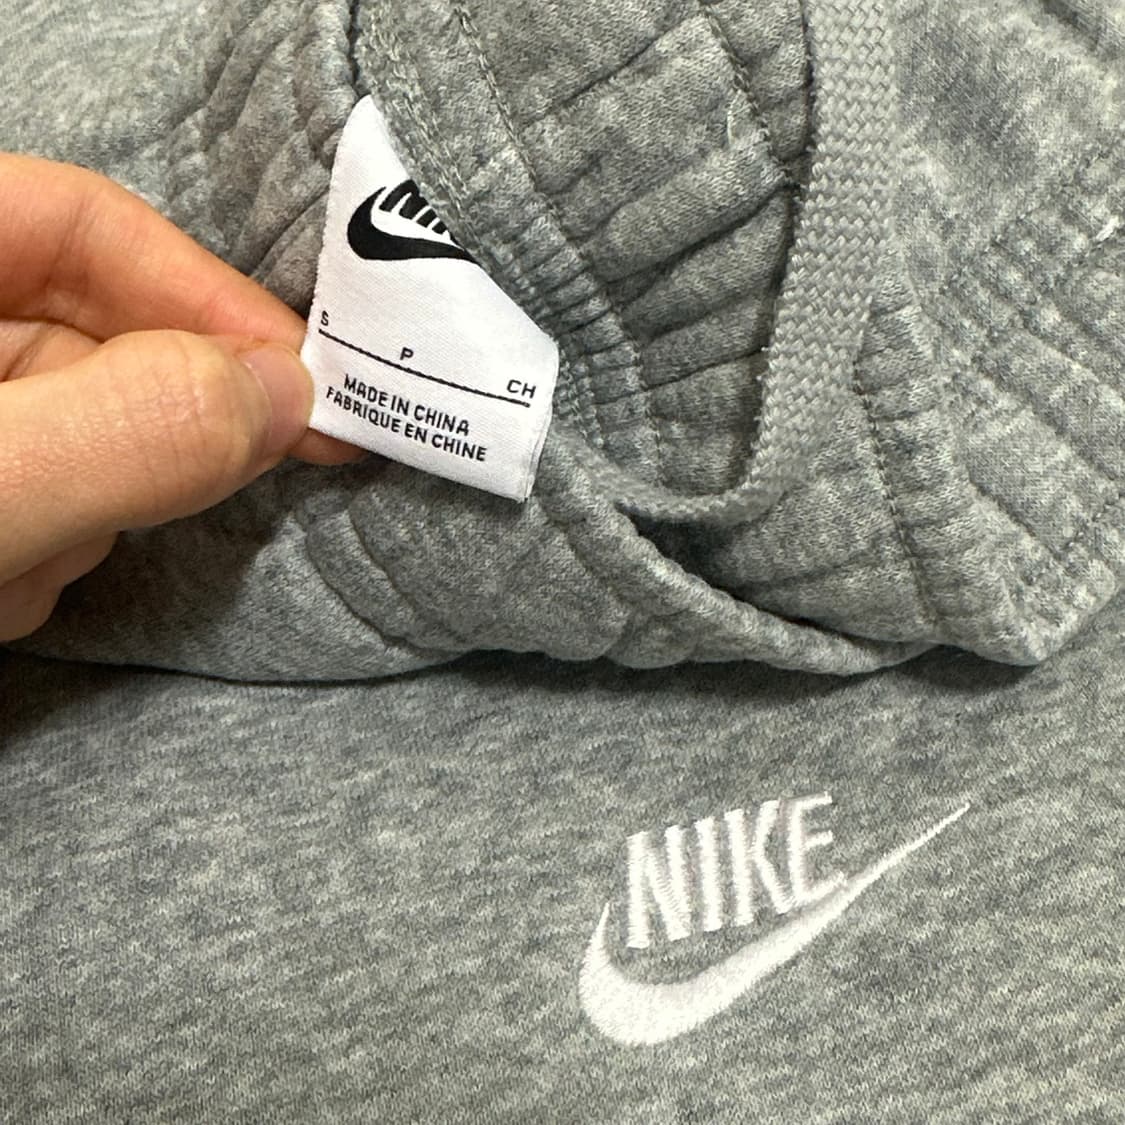 S
P
CH
MADE IN CHINA
FABRIQUE EN CHINE
NIKE